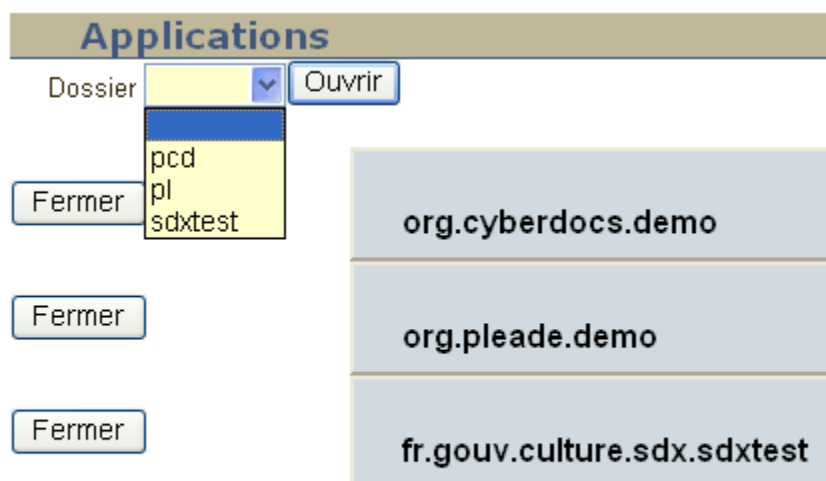 Applications
Dossier Ouvrir
pcd
pl
sdxtest
Fermer org.cyberdocs.demo
Fermer org.pleade.demo
Fermer fr.gouv.culture.sdx.sdxtest